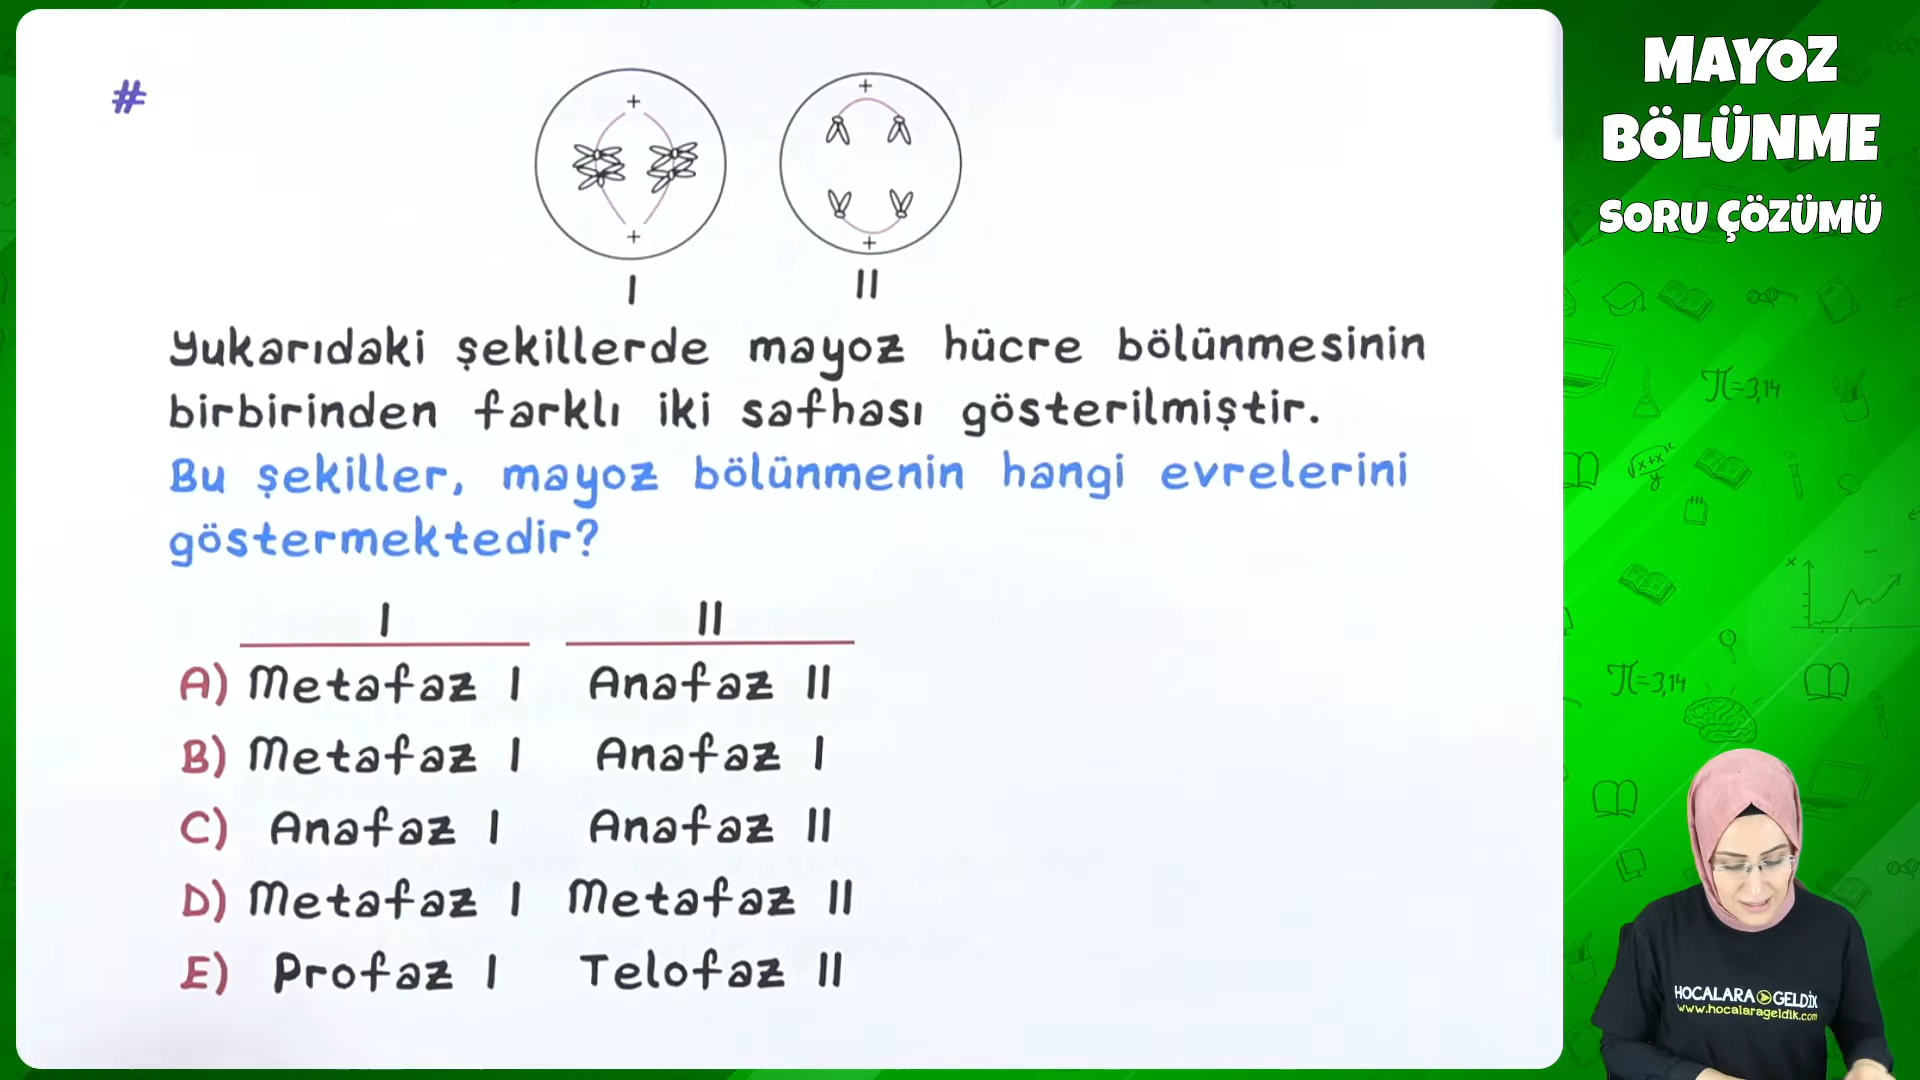 MAYOZ
BÖLÜNME
SORU ÇÖZÜMÜ
#
+
+
+
+
I
II
Yukarıdaki şekillerde mayoz hücre bölünmesinin
birbirinden farklı iki safhası gösterilmiştir.
Bu şekiller, mayoz bölünmenin hangi evrelerini
göstermektedir?
I II
A) Metafaz I Anafaz II
B) Metafaz I Anafaz I
C) Anafaz I Anafaz II
D) Metafaz I Metafaz II
E) Profaz I Telofaz II
π=3,14
π=3,14
HOCALARA GELDİK
www.hocalarageldik.com